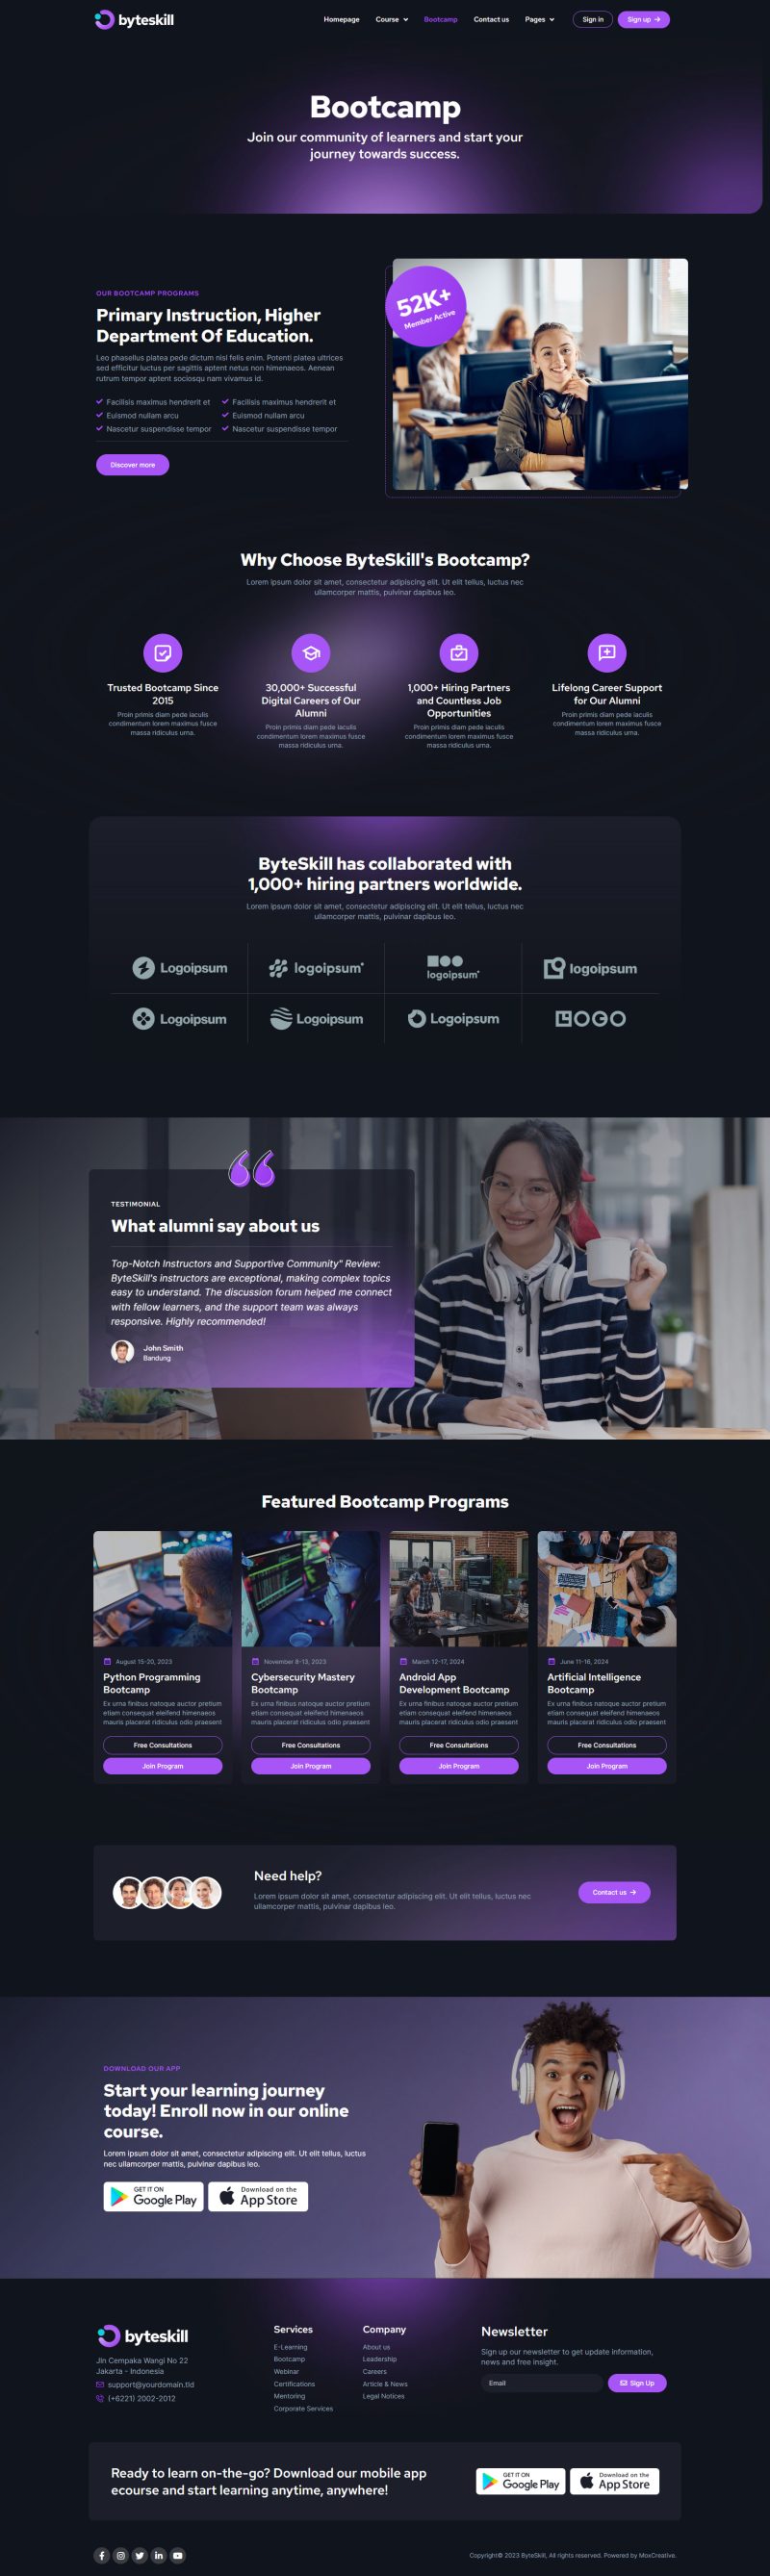 byteskill
Homepage Course Bootcamp Contact us Pages Sign in Sign up
Bootcamp
Join our community of learners and start your
journey towards success.
OUR BOOTCAMP PROGRAMS
Primary Instruction, Higher
Department Of Education.
Leo phasellus platea pede dictum nisl felis enim. Potenti platea ultrices
sed efficitur luctus per sagittis aptent netus non himenaeos. Aenean
rutrum tempor aptent sociosqu nam vivamus id.
Facilisis maximus hendrerit et Facilisis maximus hendrerit et
Euismod nullam arcu Euismod nullam arcu
Nascetur suspendisse tempor Nascetur suspendisse tempor
Discover more
52K+
Member Active
Why Choose ByteSkill's Bootcamp?
Lorem ipsum dolor sit amet, consectetur adipiscing elit. Ut elit tellus, luctus nec
ullamcorper mattis, pulvinar dapibus leo.
Trusted Bootcamp Since
2015
Proin primis diam pede iaculis
condimentum lorem maximus fusce
massa ridiculus urna.
30,000+ Successful
Digital Careers of Our
Alumni
Proin primis diam pede iaculis
condimentum lorem maximus fusce
massa ridiculus urna.
1,000+ Hiring Partners
and Countless Job
Opportunities
Proin primis diam pede iaculis
condimentum lorem maximus fusce
massa ridiculus urna.
Lifelong Career Support
for Our Alumni
Proin primis diam pede iaculis
condimentum lorem maximus fusce
massa ridiculus urna.
ByteSkill has collaborated with
1,000+ hiring partners worldwide.
Lorem ipsum dolor sit amet, consectetur adipiscing elit. Ut elit tellus, luctus nec
ullamcorper mattis, pulvinar dapibus leo.
Logoipsum logoipsum logoipsum logoipsum
Logoipsum Logoipsum Logoipsum LOGO
TESTIMONIAL
What alumni say about us
Top-Notch Instructors and Supportive Community" Review:
ByteSkill's instructors are exceptional, making complex topics
easy to understand. The discussion forum helped me connect
with fellow learners, and the support team was always
responsive. Highly recommended!
John Smith
Bandung
Featured Bootcamp Programs
August 15-20, 2023
Python Programming
Bootcamp
Ex urna finibus natoque auctor pretium
etiam consequat eleifend himenaeos
mauris placerat ridiculus odio praesent
Free Consultations
Join Program
November 8-13, 2023
Cybersecurity Mastery
Bootcamp
Ex urna finibus natoque auctor pretium
etiam consequat eleifend himenaeos
mauris placerat ridiculus odio praesent
Free Consultations
Join Program
March 12-17, 2024
Android App
Development Bootcamp
Ex urna finibus natoque auctor pretium
etiam consequat eleifend himenaeos
mauris placerat ridiculus odio praesent
Free Consultations
Join Program
June 11-16, 2024
Artificial Intelligence
Bootcamp
Ex urna finibus natoque auctor pretium
etiam consequat eleifend himenaeos
mauris placerat ridiculus odio praesent
Free Consultations
Join Program
Need help?
Lorem ipsum dolor sit amet, consectetur adipiscing elit. Ut elit tellus, luctus nec
ullamcorper mattis, pulvinar dapibus leo.
Contact us
DOWNLOAD OUR APP
Start your learning journey
today! Enroll now in our online
course.
Lorem ipsum dolor sit amet, consectetur adipiscing elit. Ut elit tellus, luctus
nec ullamcorper mattis, pulvinar dapibus leo.
GET IT ON
Google Play
Download on the
App Store
byteskill
Jln Cempaka Wangi No 22
Jakarta - Indonesia
support@yourdomain.tld
(+6221) 2002-2012
Services
E-Learning
Bootcamp
Webinar
Certifications
Mentoring
Corporate Services
Company
About us
Leadership
Careers
Article & News
Legal Notices
Newsletter
Sign up our newsletter to get update information,
news and free insight.
Email
Sign Up
Ready to learn on-the-go? Download our mobile app
ecourse and start learning anytime, anywhere!
GET IT ON
Google Play
Download on the
App Store
Copyright© 2023 ByteSkill, All rights reserved. Powered by MoxCreative.